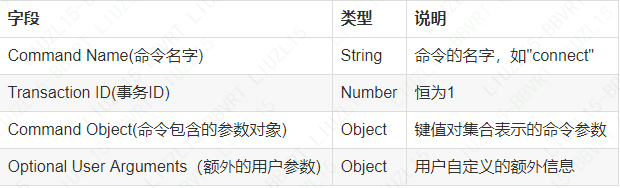 字段 类型 说明
Command Name(命令名字) String 命令的名字，如"connect"
Transaction ID(事务ID) Number 恒为1
Command Object(命令包含的参数对象) Object 键值对集合表示的命令参数
Optional User Arguments（额外的用户参数) Object 用户自定义的额外信息